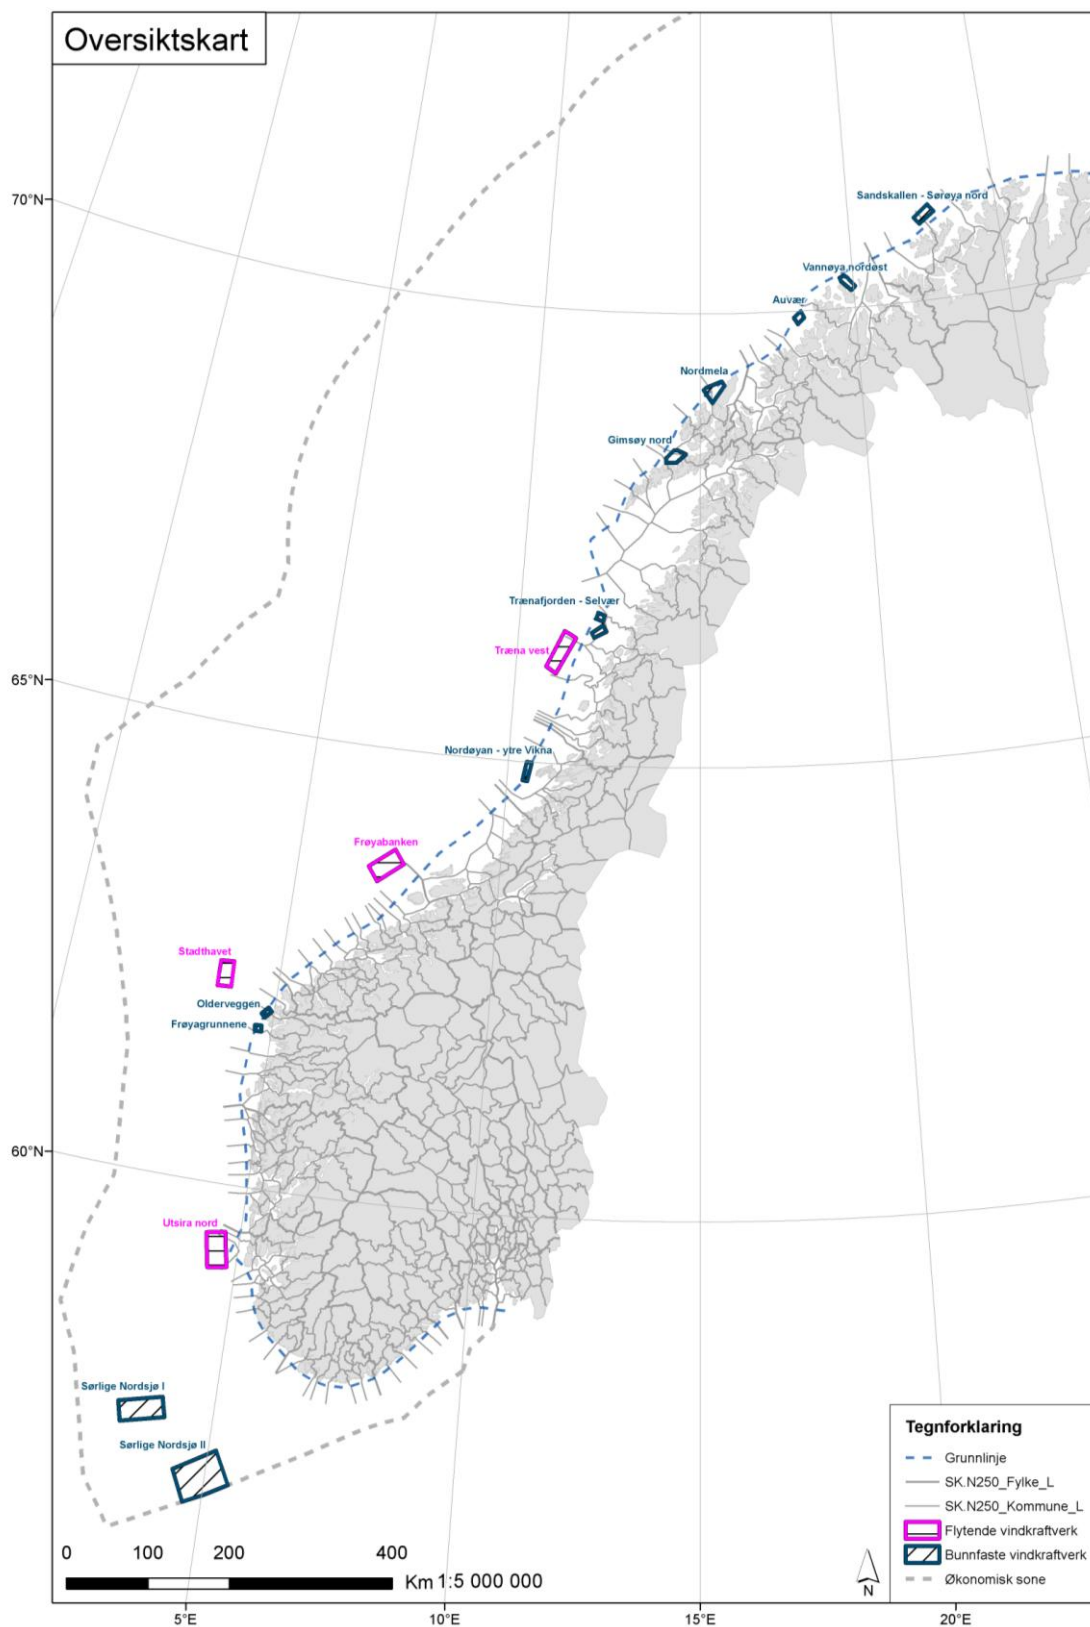 Oversiktskart
70°N
Sandskallen - Sørøya nord
Vannøya nordøst
Auvær
Nordmela
Gimsøy nord
Trænafjorden - Selvær
Træna vest
65°N
Nordøyan - ytre Vikna
Frøyabanken
Stadthavet
Olderveggen
Frøyagrunnene
60°N
Utsira nord
Sørlige Nordsjø I
Sørlige Nordsjø II
Tegnforklaring
Grunnlinje
SK.N250_Fylke_L
SK.N250_Kommune_L
Flytende vindkraftverk
Bunnfaste vindkraftverk
Økonomisk sone
0 100 200 400
Km 1:5 000 000
N
5°E 10°E 15°E 20°E